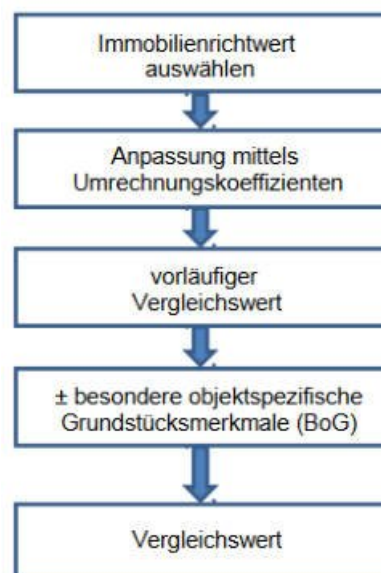 Immobilienrichtwert
auswählen
Anpassung mittels
Umrechnungskoeffizienten
vorläufiger
Vergleichswert
± besondere objektspezifische
Grundstücksmerkmale (BoG)
Vergleichswert